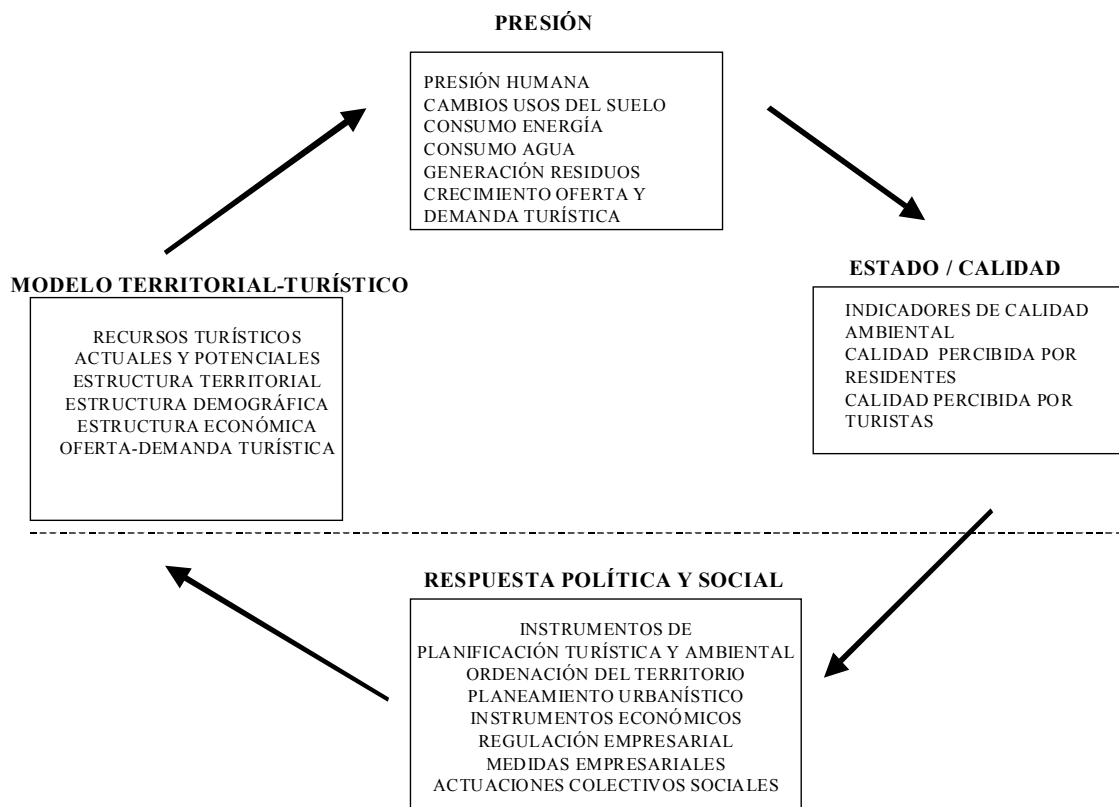 PRESIÓN
PRESIÓN HUMANA
CAMBIOS USOS DEL SUELO
CONSUMO ENERGÍA
CONSUMO AGUA
GENERACIÓN RESIDUOS
CRECIMIENTO OFERTA Y
DEMANDA TURÍSTICA
MODELO TERRITORIAL-TURÍSTICO
RECURSOS TURÍSTICOS
ACTUALES Y POTENCIALES
ESTRUCTURA TERRITORIAL
ESTRUCTURA DEMOGRÁFICA
ESTRUCTURA ECONÓMICA
OFERTA-DEMANDA TURÍSTICA
ESTADO / CALIDAD
INDICADORES DE CALIDAD
AMBIENTAL
CALIDAD PERCIBIDA POR
RESIDENTES
CALIDAD PERCIBIDA POR
TURISTAS
RESPUESTA POLÍTICA Y SOCIAL
INSTRUMENTOS DE
PLANIFICACIÓN TURÍSTICA Y AMBIENTAL
ORDENACIÓN DEL TERRITORIO
PLANEAMIENTO URBANÍSTICO
INSTRUMENTOS ECONÓMICOS
REGULACIÓN EMPRESARIAL
MEDIDAS EMPRESARIALES
ACTUACIONES COLECTIVOS SOCIALES